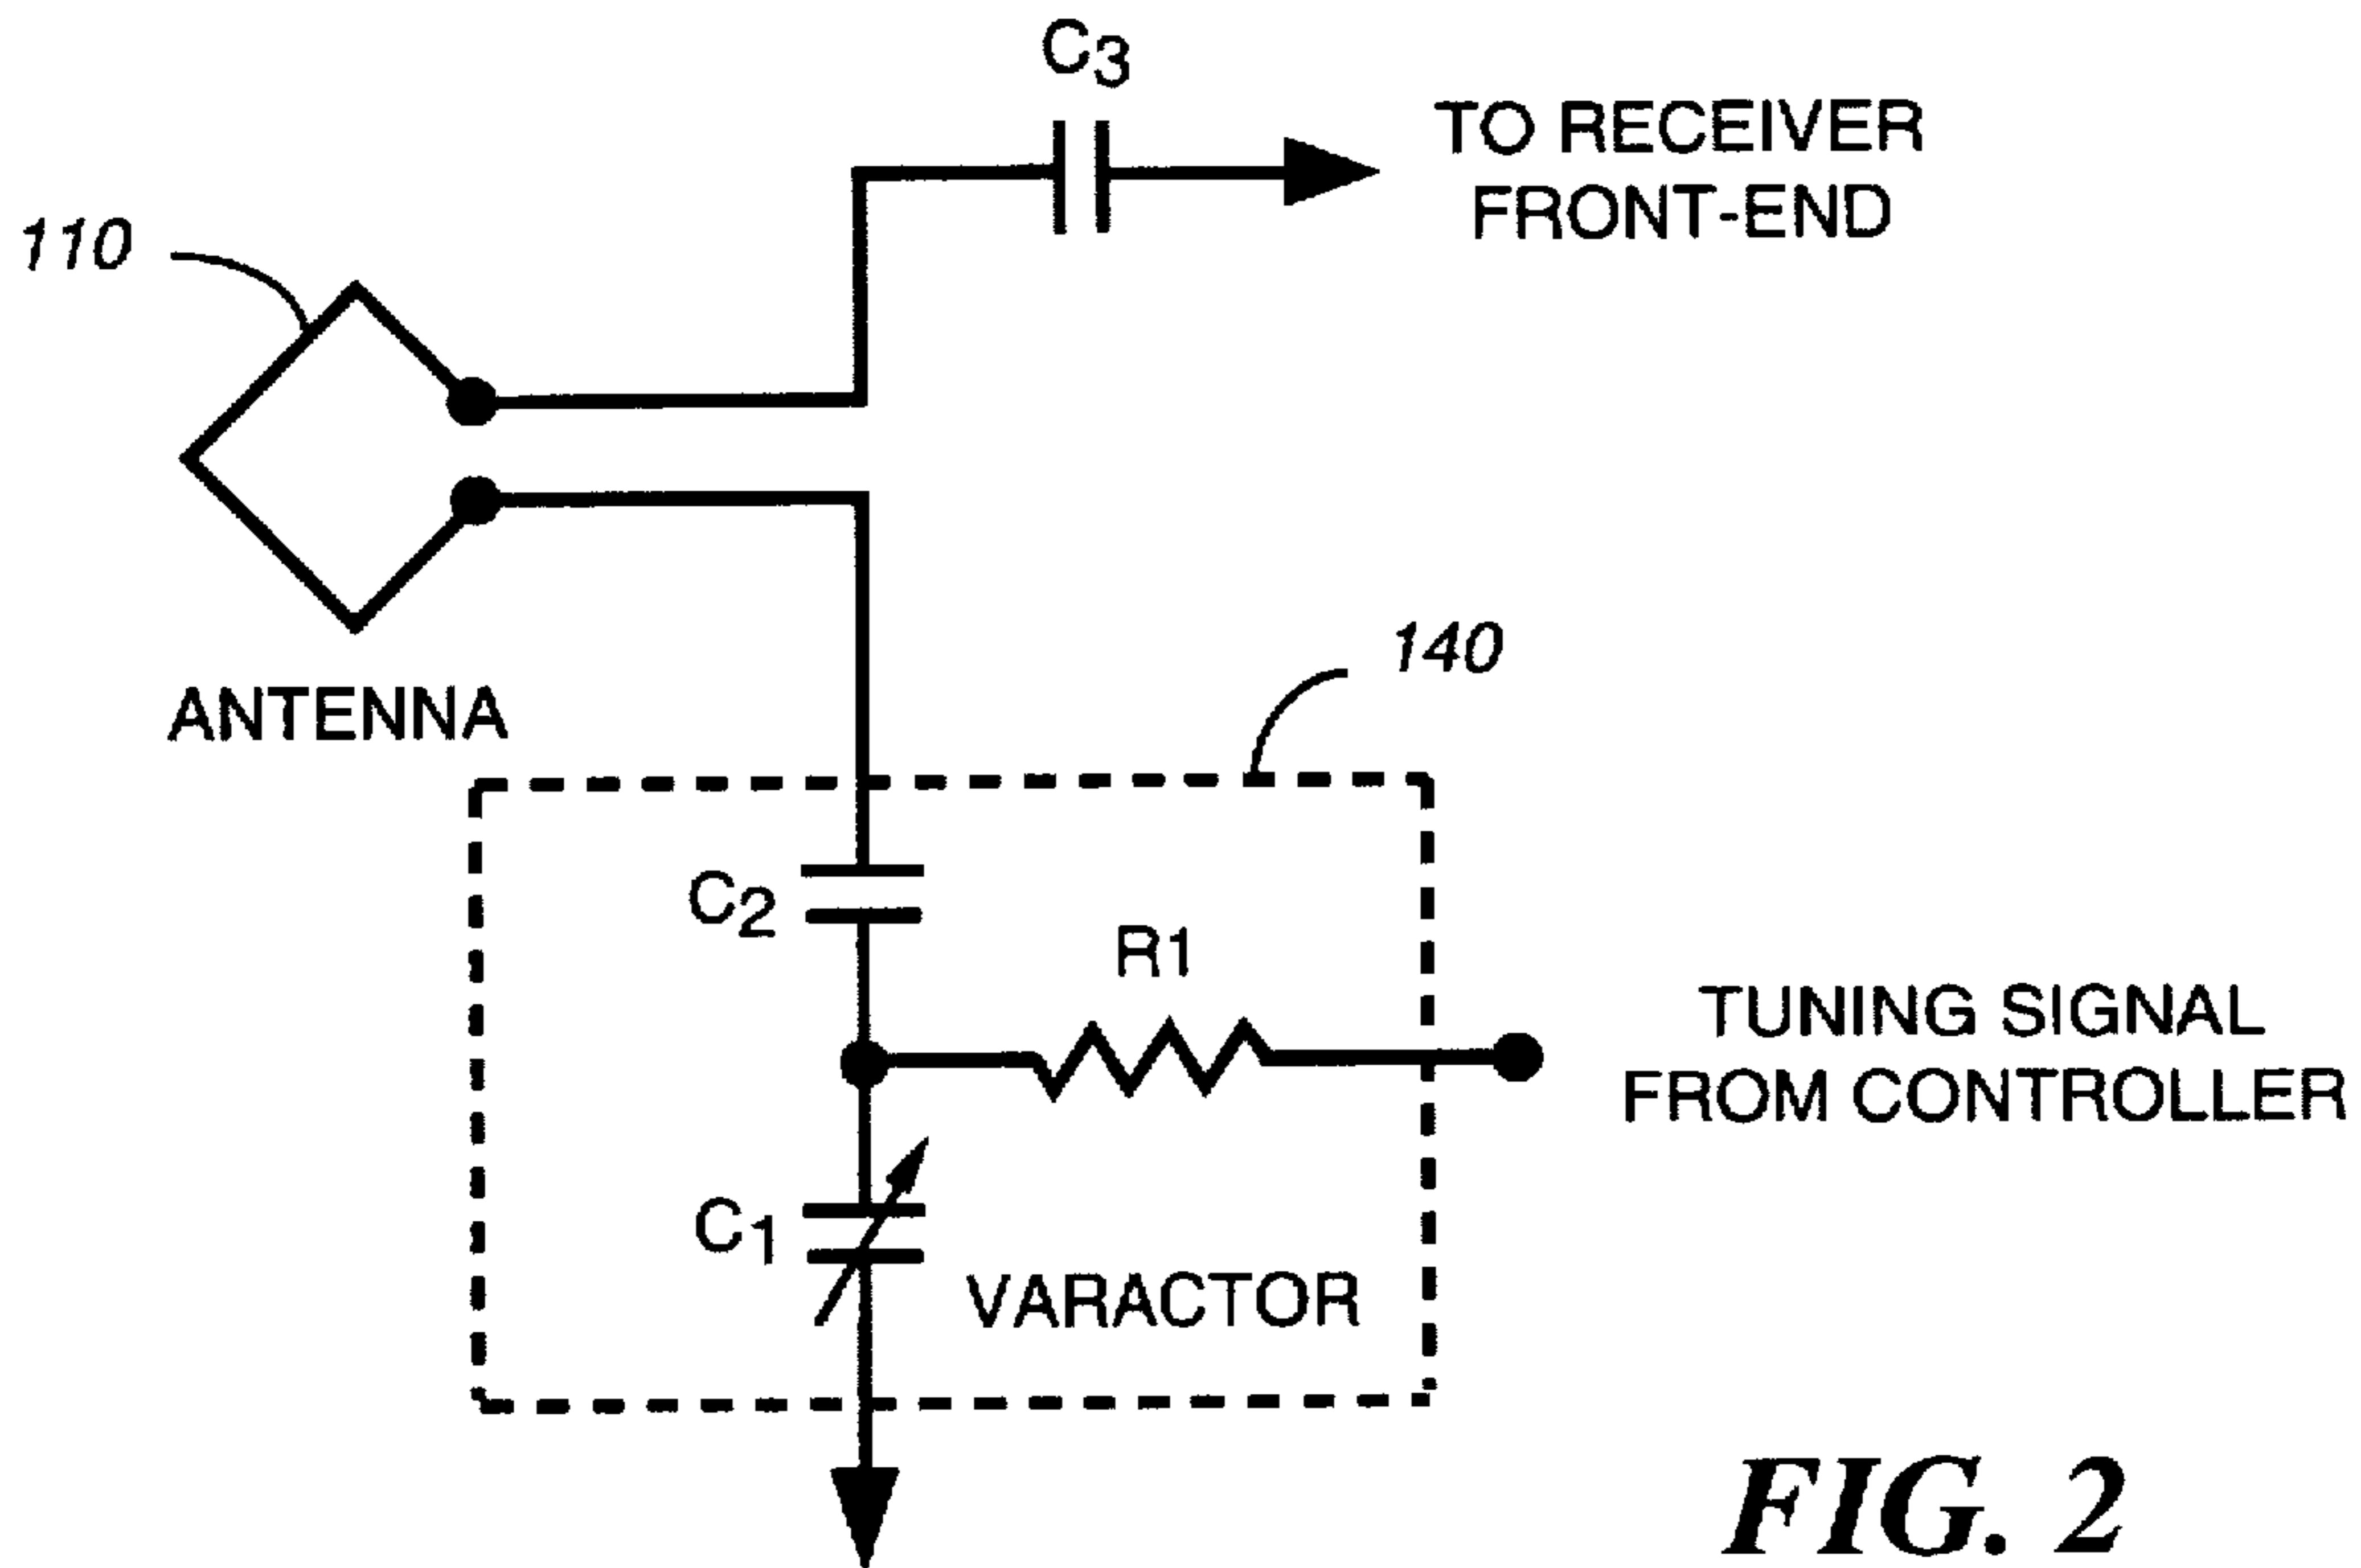 C3
TO RECEIVER
FRONT-END
110
ANTENNA
140
C2
R1
TUNING SIGNAL
FROM CONTROLLER
C1
VARACTOR
FIG. 2